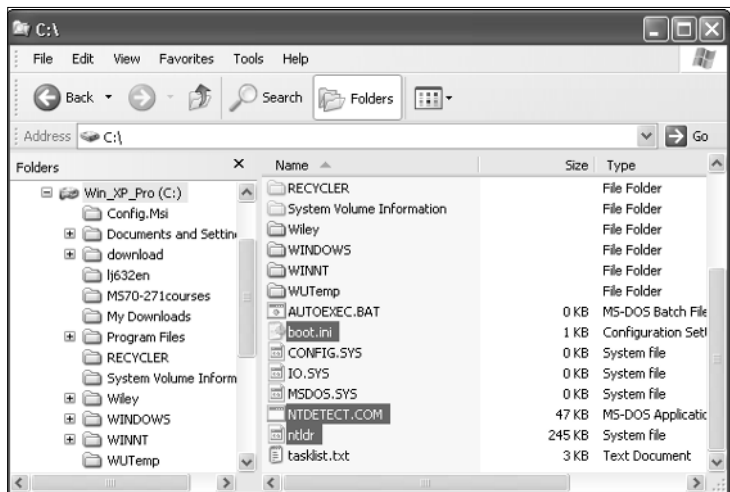 C:\
File Edit View Favorites Tools Help
Back Search Folders
Address C:\ Go
Folders × Name Size Type
Win_XP_Pro (C:)
Config.Msi
Documents and Settin
download
lj632en
MS70-271courses
My Downloads
Program Files
RECYCLER
System Volume Inform
Wiley
WINDOWS
WINNT
WUTemp
RECYCLER File Folder
System Volume Information File Folder
Wiley File Folder
WINDOWS File Folder
WINNT File Folder
WUTemp File Folder
AUTOEXEC.BAT 0 KB MS-DOS Batch File
boot.ini 1 KB Configuration Sett
CONFIG.SYS 0 KB System file
IO.SYS 0 KB System file
MSDOS.SYS 0 KB System file
NTDETECT.COM 47 KB MS-DOS Applicatic
ntldr 245 KB System file
tasklist.txt 3 KB Text Document